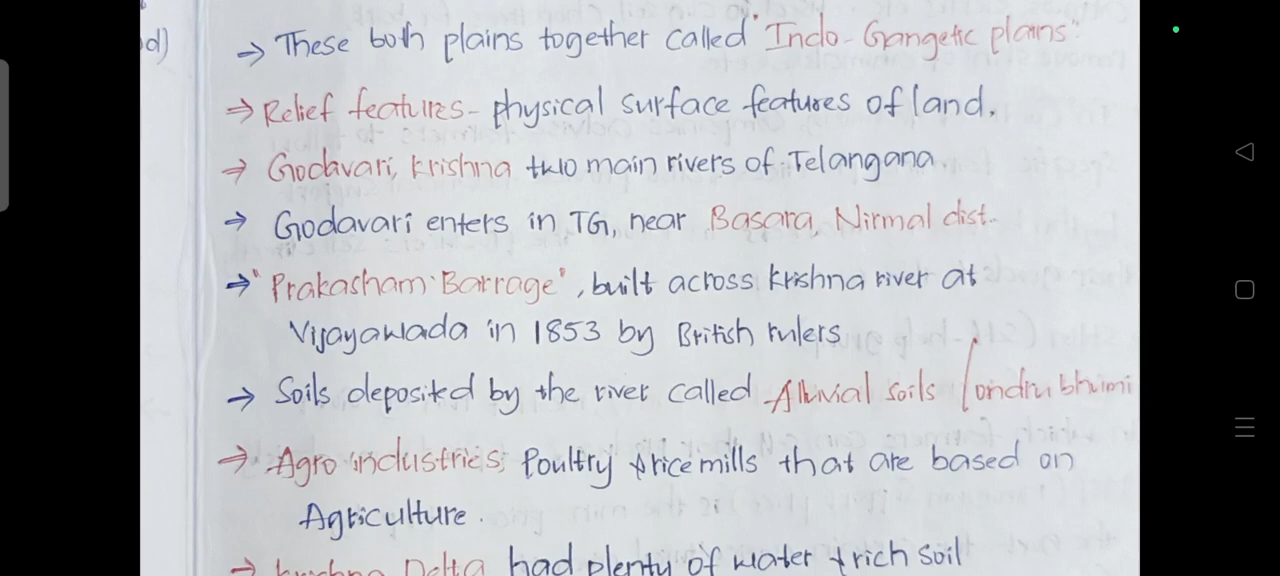 d)
→ These both plains together called "Indo-Gangetic plains"
→ Relief features - physical surface features of land.
→ Godavari, Krishna two main rivers of Telangana
→ Godavari enters in TG, near Basara, Nirmal dist.
→ "Prakasham Barrage", built across krishna river at
Vijayawada in 1853 by British rulers
→ Soils deposited by the river called Alluvial soils / ondru bhumi
→ Agro industries; Poultry & rice mills that are based on
Agriculture.
→ krishna Delta had plenty of water & rich soil